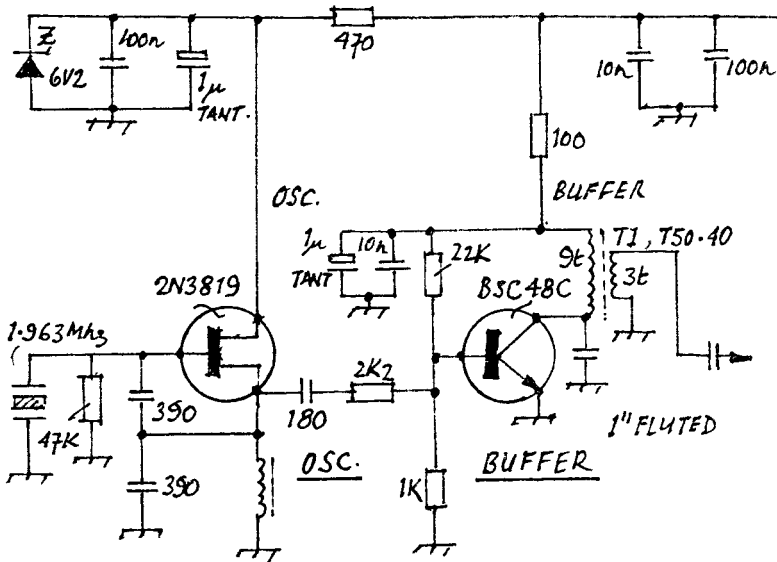 Z
6V2
100n
1µ
TANT.
470
10n
100n
100
OSC.
BUFFER
1µ
TANT
10n
22K
9t
T1, T50.40
3t
2N3819
BSC48C
1.963Mhz
47K
390
390
180
2K2
1K
OSC.
BUFFER
1" FLUTED